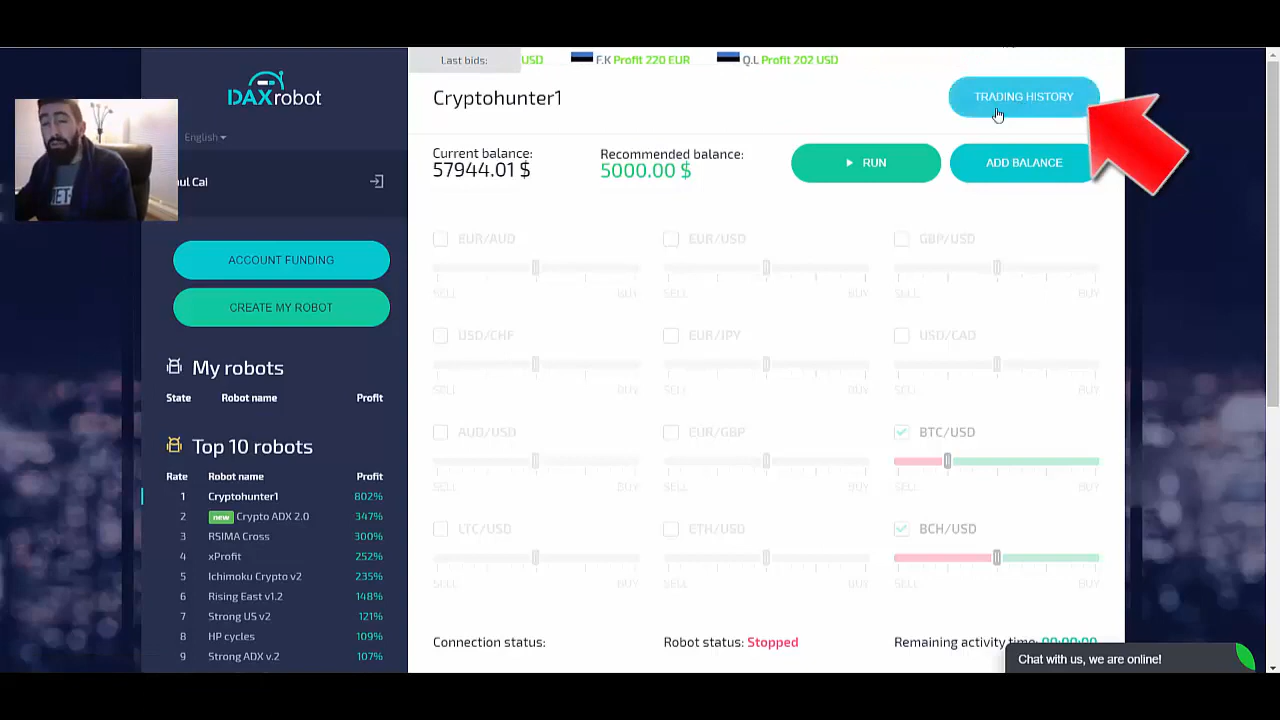 Last bids: USD F.K Profit 220 EUR Q.L Profit 202 USD
DAXrobot
English
Cryptohunter1
TRADING HISTORY
Current balance:
57944.01 $
Recommended balance:
5000.00 $
RUN
ADD BALANCE
ACCOUNT FUNDING
CREATE MY ROBOT
My robots
State Robot name Profit
Top 10 robots
Rate Robot name Profit
1 Cryptohunter1 802%
2 new Crypto ADX 2.0 347%
3 RSIMA Cross 300%
4 xProfit 252%
5 Ichimoku Crypto v2 235%
6 Rising East v1.2 148%
7 Strong US v2 121%
8 HP cycles 109%
9 Strong ADX v.2 107%
EUR/AUD EUR/USD GBP/USD
SELL BUY SELL BUY SELL BUY
USD/CHF EUR/JPY USD/CAD
SELL BUY SELL BUY SELL BUY
AUD/USD EUR/GBP BTC/USD
SELL BUY SELL BUY SELL BUY
LTC/USD ETH/USD BCH/USD
SELL BUY SELL BUY SELL BUY
Connection status: Robot status: Stopped Remaining activity time: 00:00:00
Chat with us, we are online!